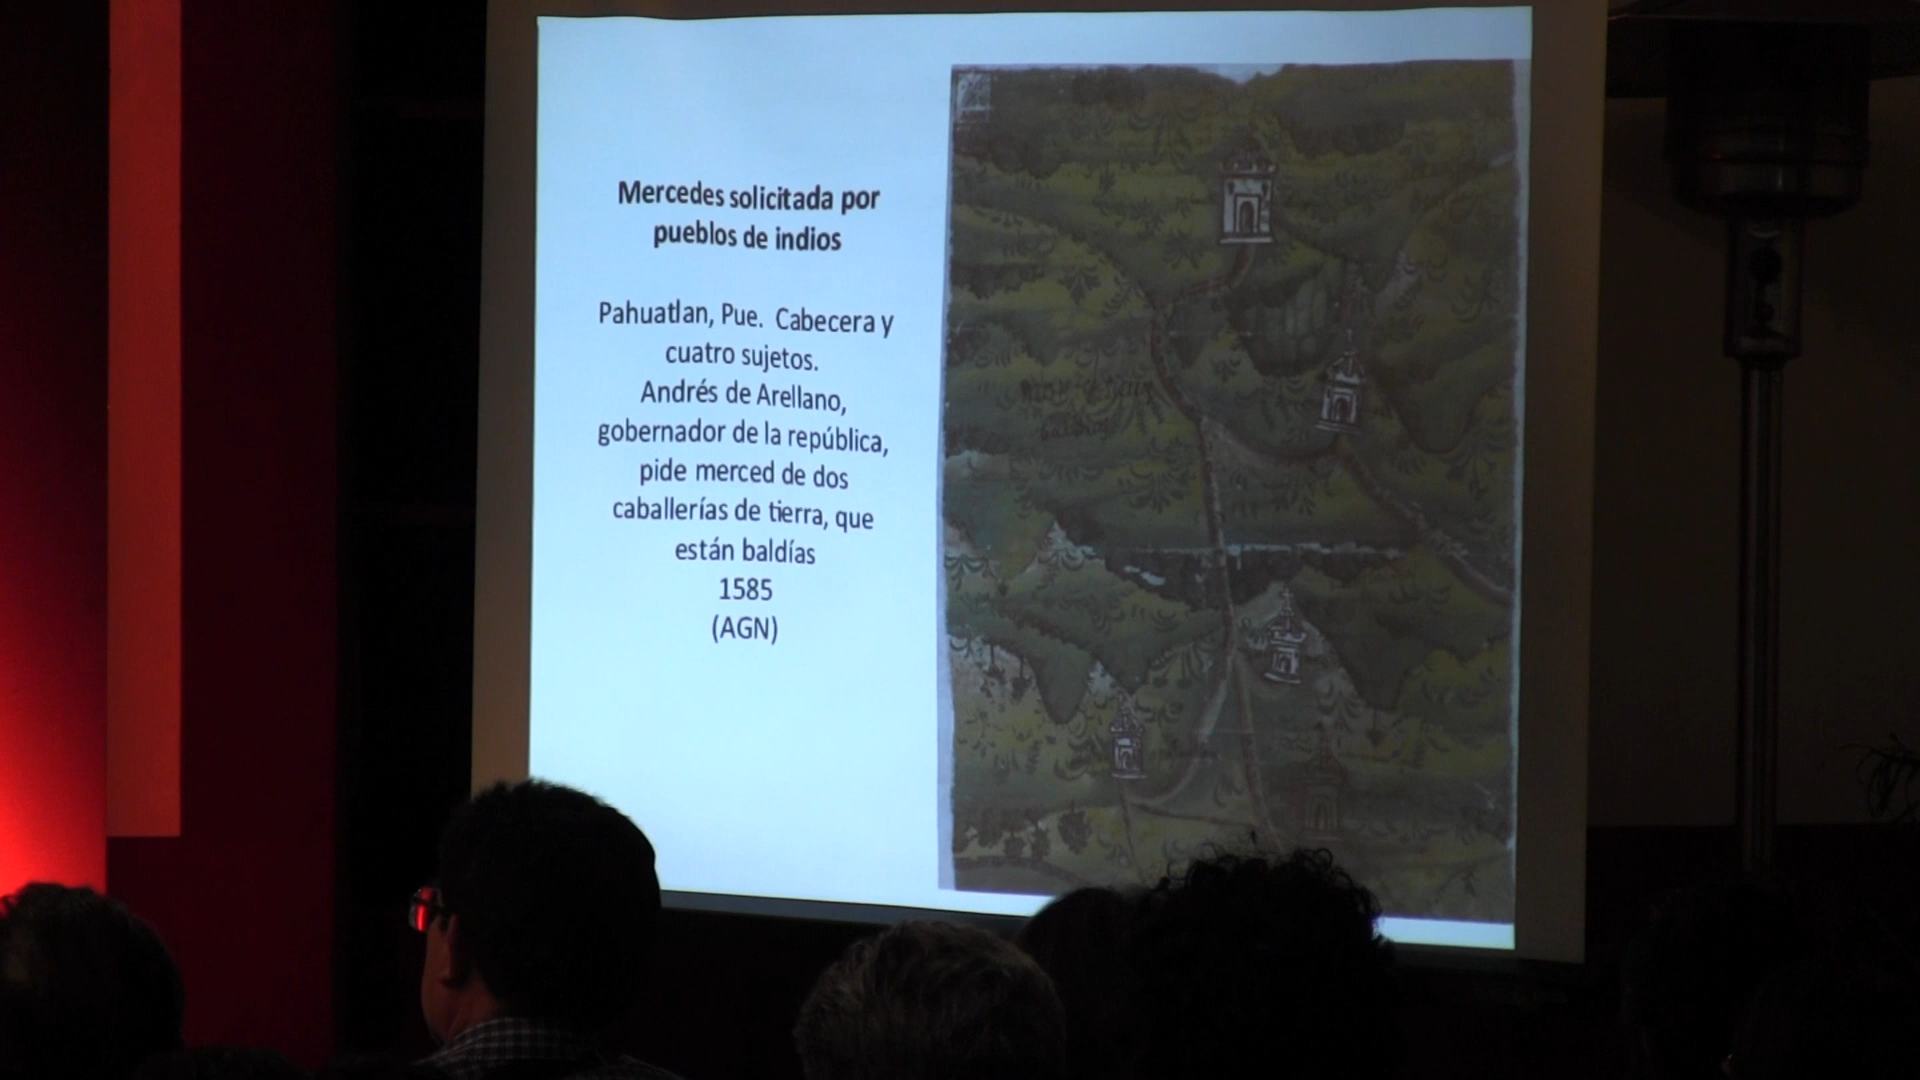 Mercedes solicitada por
pueblos de indios
Pahuatlan, Pue. Cabecera y
cuatro sujetos.
Andrés de Arellano,
gobernador de la república,
pide merced de dos
caballerías de tierra, que
están baldías
1585
(AGN)